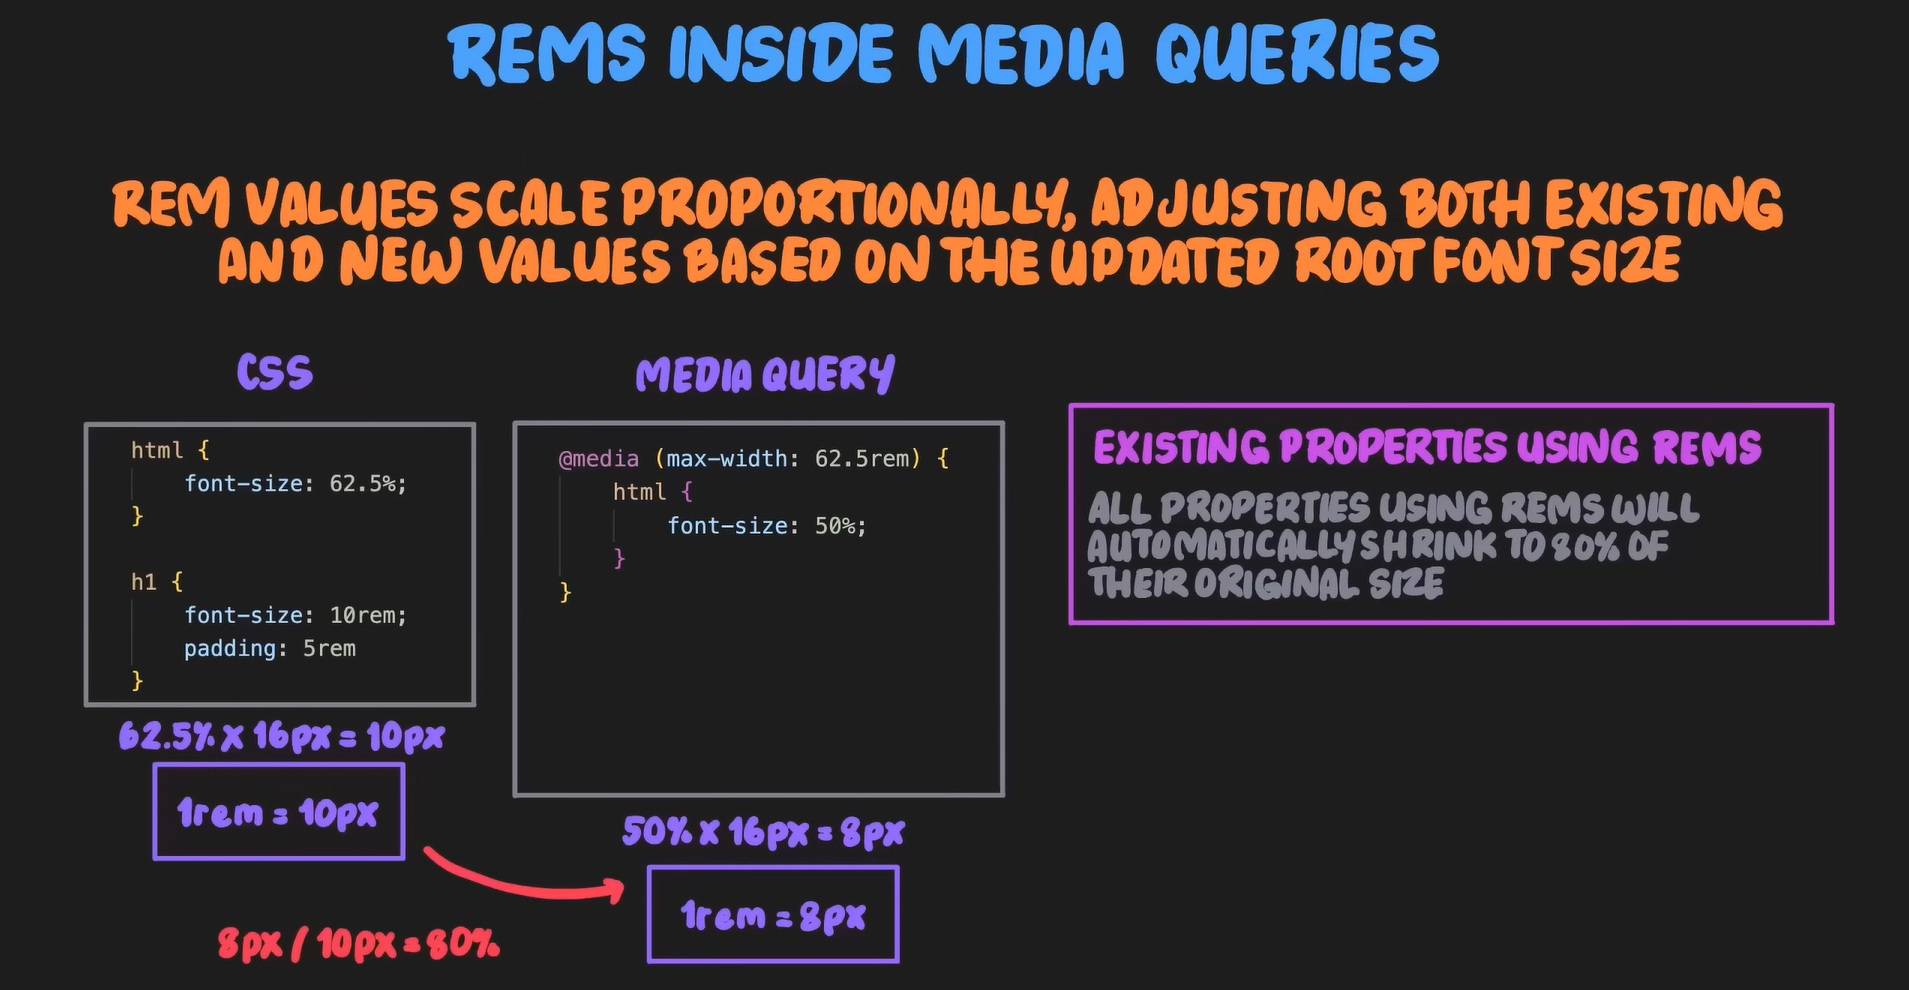 REMS INSIDE MEDIA QUERIES
REM VALUES SCALE PROPORTIONALLY, ADJUSTING BOTH EXISTING
AND NEW VALUES BASED ON THE UPDATED ROOT FONT SIZE
CSS
html {
font-size: 62.5%;
}
h1 {
font-size: 10rem;
padding: 5rem
}
62.5% X 16px = 10px
1rem = 10px
8px / 10px = 80%
MEDIA QUERY
@media (max-width: 62.5rem) {
html {
font-size: 50%;
}
}
50% X 16px = 8px
1rem = 8px
EXISTING PROPERTIES USING REMS
ALL PROPERTIES USING REMS WILL
AUTOMATICALLY SHRINK TO 80% OF
THEIR ORIGINAL SIZE